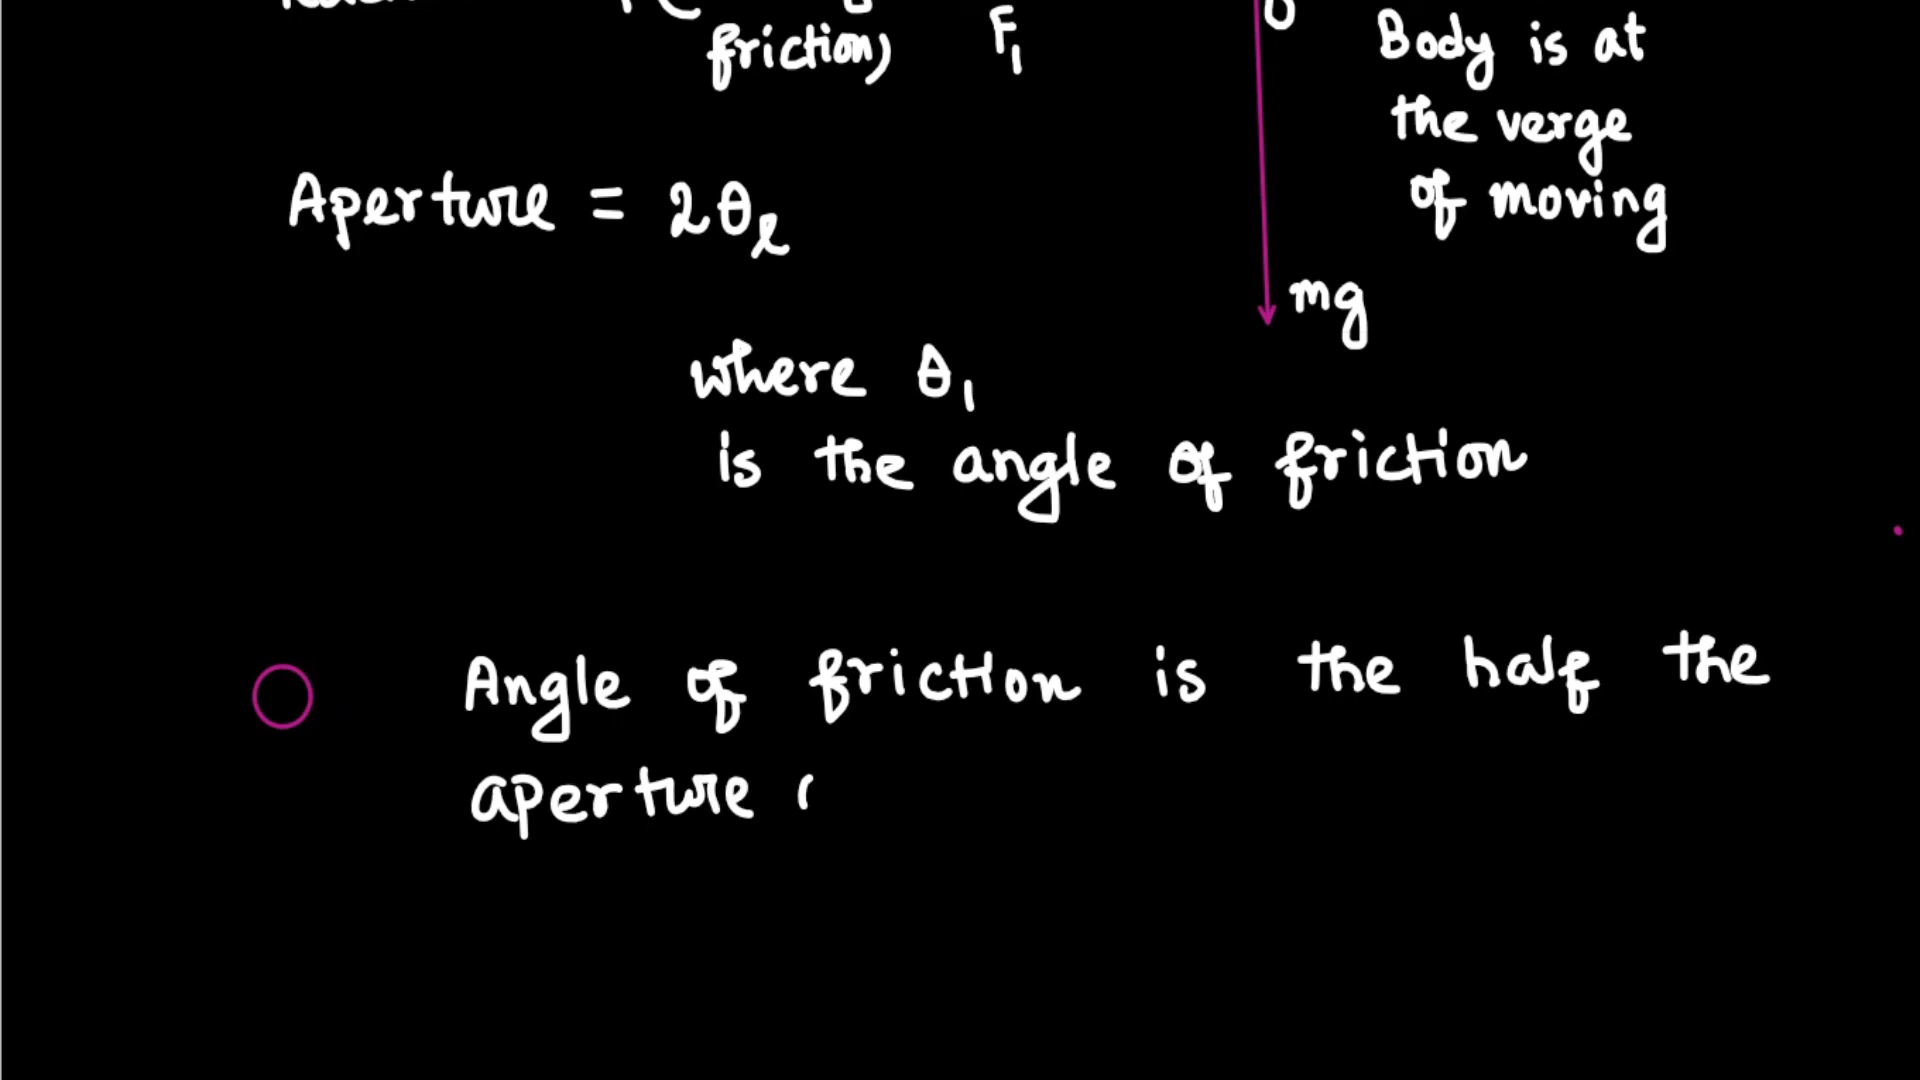 friction) F₁
Body is at
the verge
of moving
Aperture = 2θₗ
mg
where θ₁
is the angle of friction
Angle of friction is the half the
aperture (